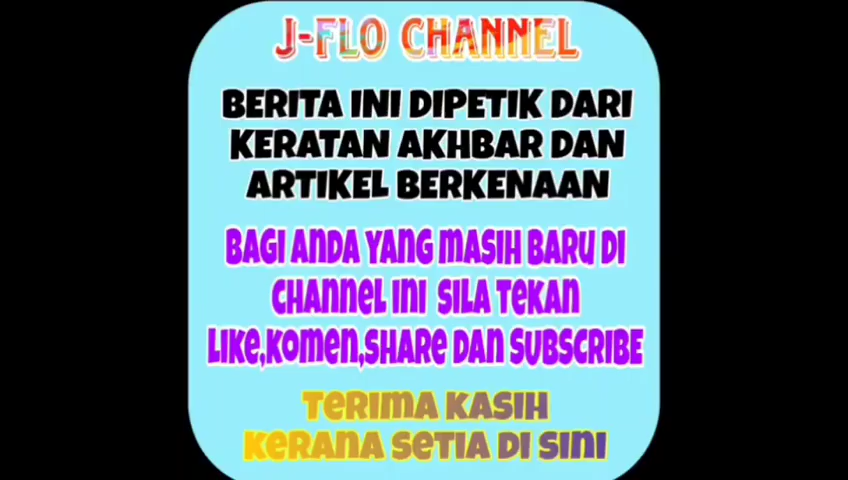 J-FLO CHANNEL
BERITA INI DIPETIK DARI
KERATAN AKHBAR DAN
ARTIKEL BERKENAAN
BAGI ANDA YANG MASIH BARU DI
CHANNEL INI SILA TEKAN
LIKE,KOMEN,SHARE DAN SUBSCRIBE
TERIMA KASIH
KERANA SETIA DI SINI